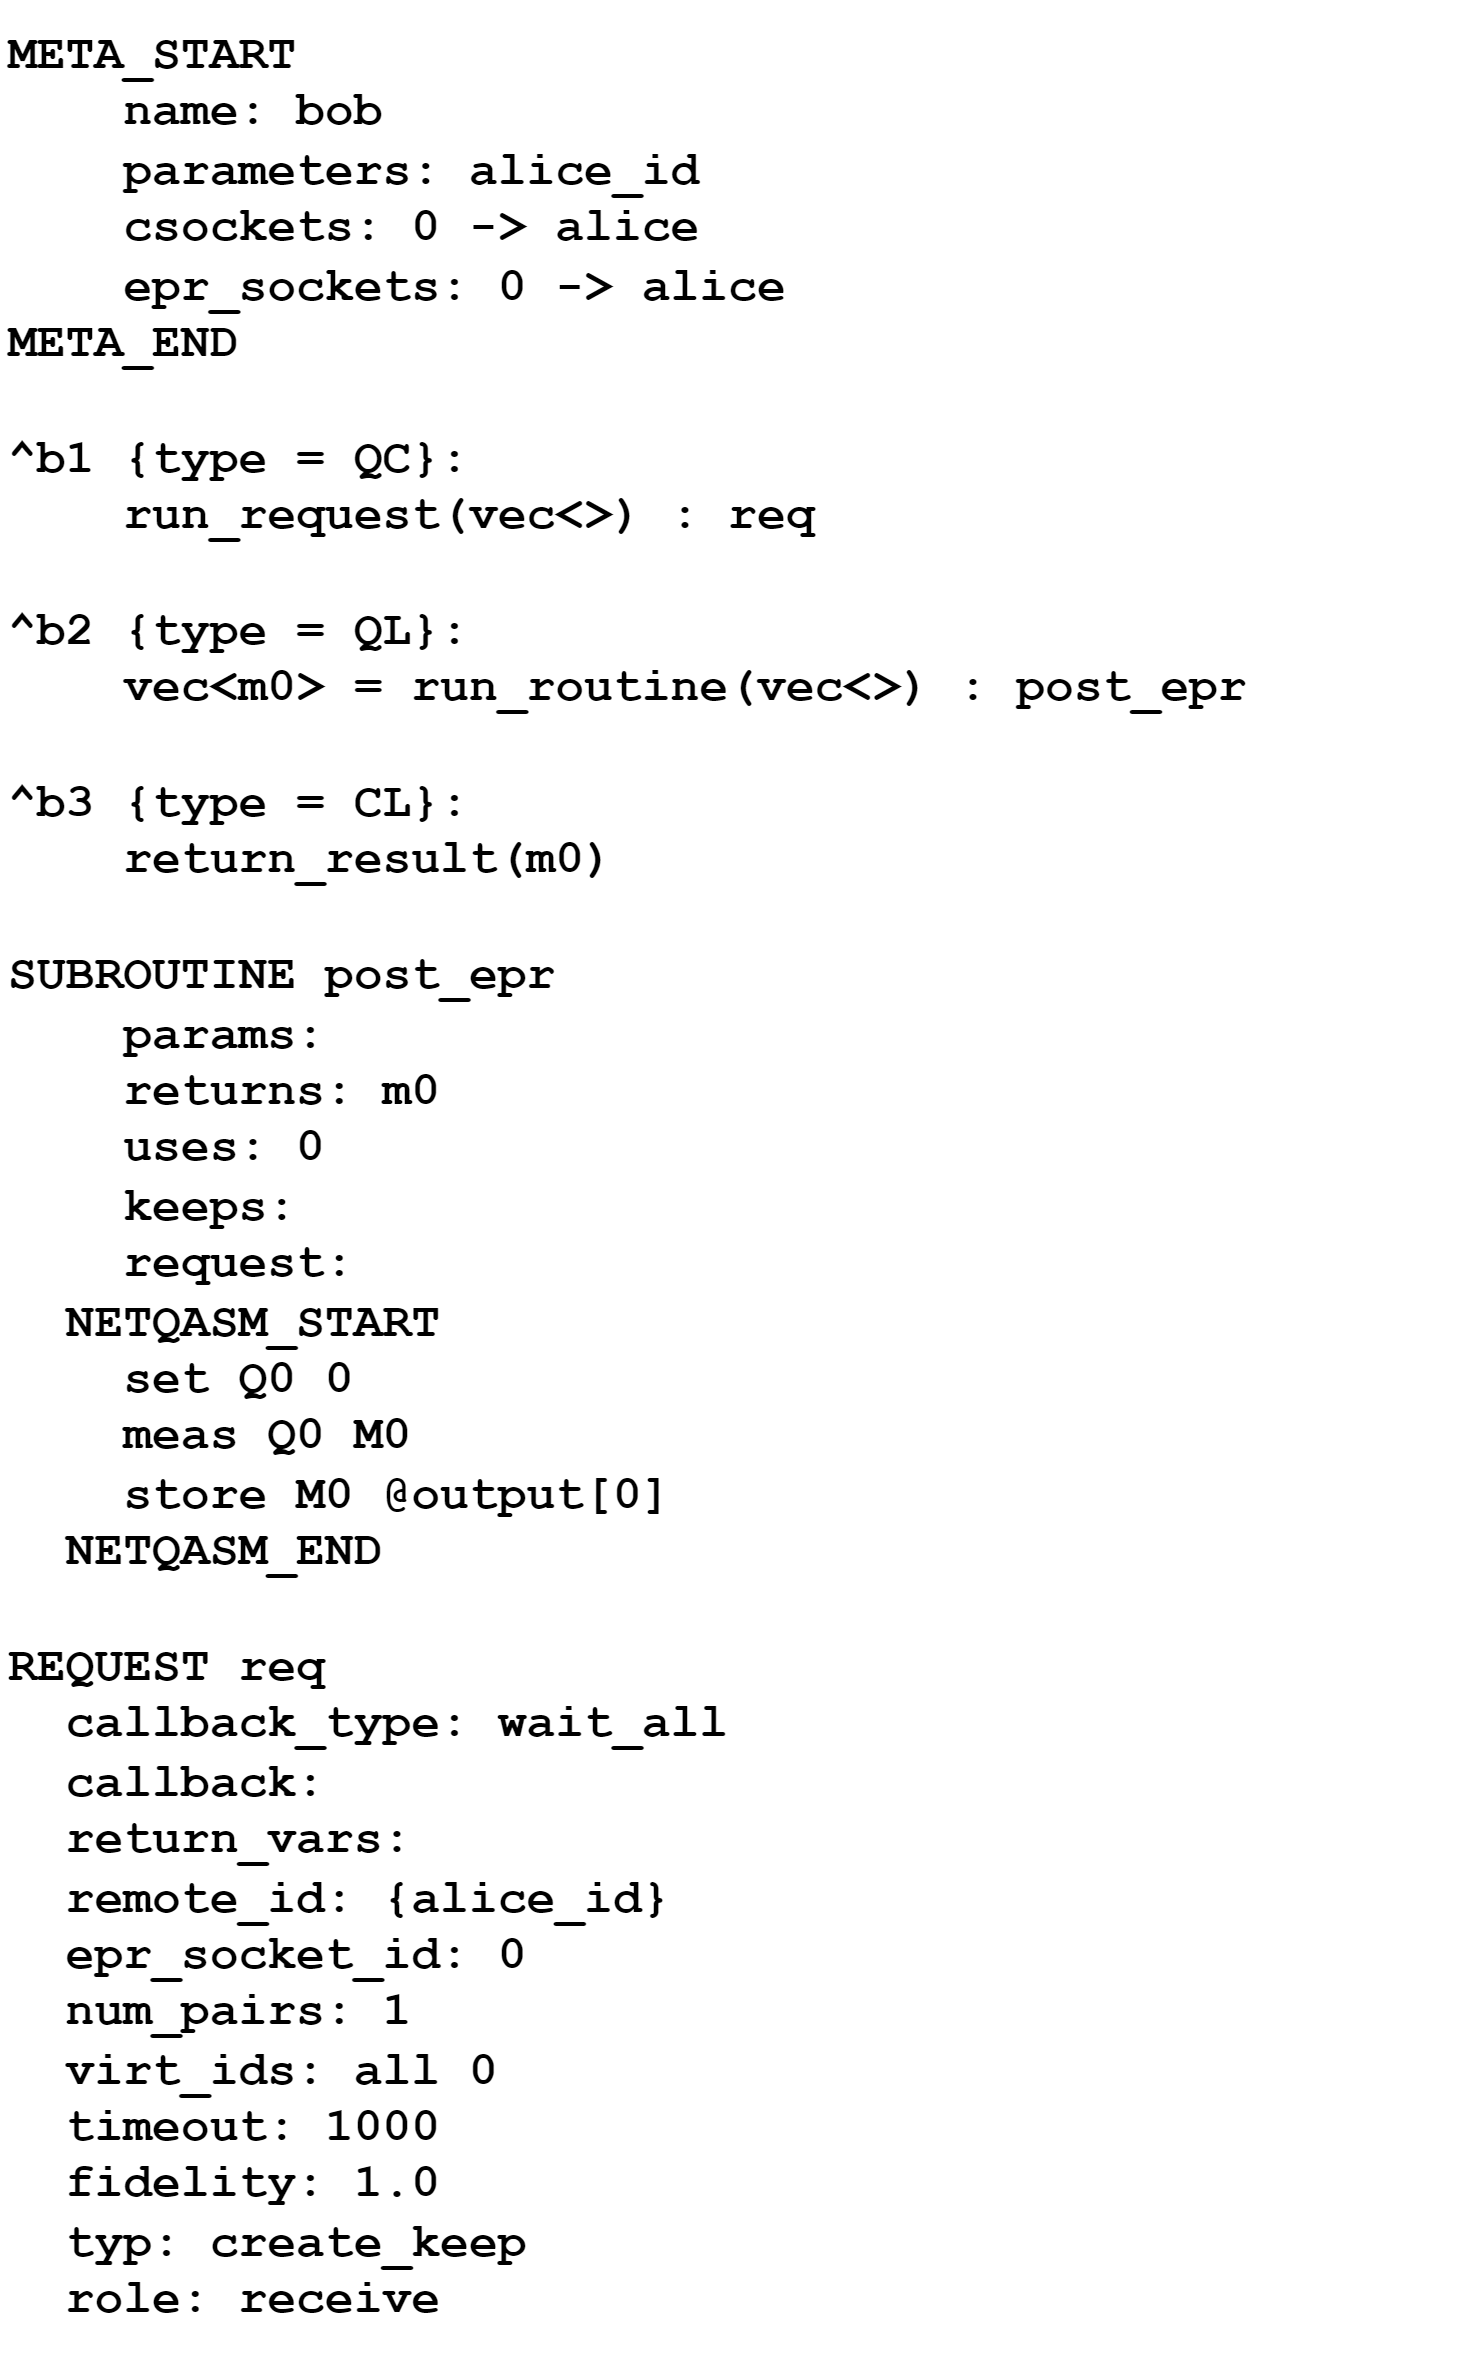 META_START
name: bob
parameters: alice_id
csockets: 0 -> alice
epr_sockets: 0 -> alice
META_END
^b1 {type = QC}:
run_request(vec<>) : req
^b2 {type = QL}:
vec<m0> = run_routine(vec<>) : post_epr
^b3 {type = CL}:
return_result(m0)
SUBROUTINE post_epr
params:
returns: m0
uses: 0
keeps:
request:
NETQASM_START
set Q0 0
meas Q0 M0
store M0 @output[0]
NETQASM_END
REQUEST req
callback_type: wait_all
callback:
return_vars:
remote_id: {alice_id}
epr_socket_id: 0
num_pairs: 1
virt_ids: all 0
timeout: 1000
fidelity: 1.0
typ: create_keep
role: receive